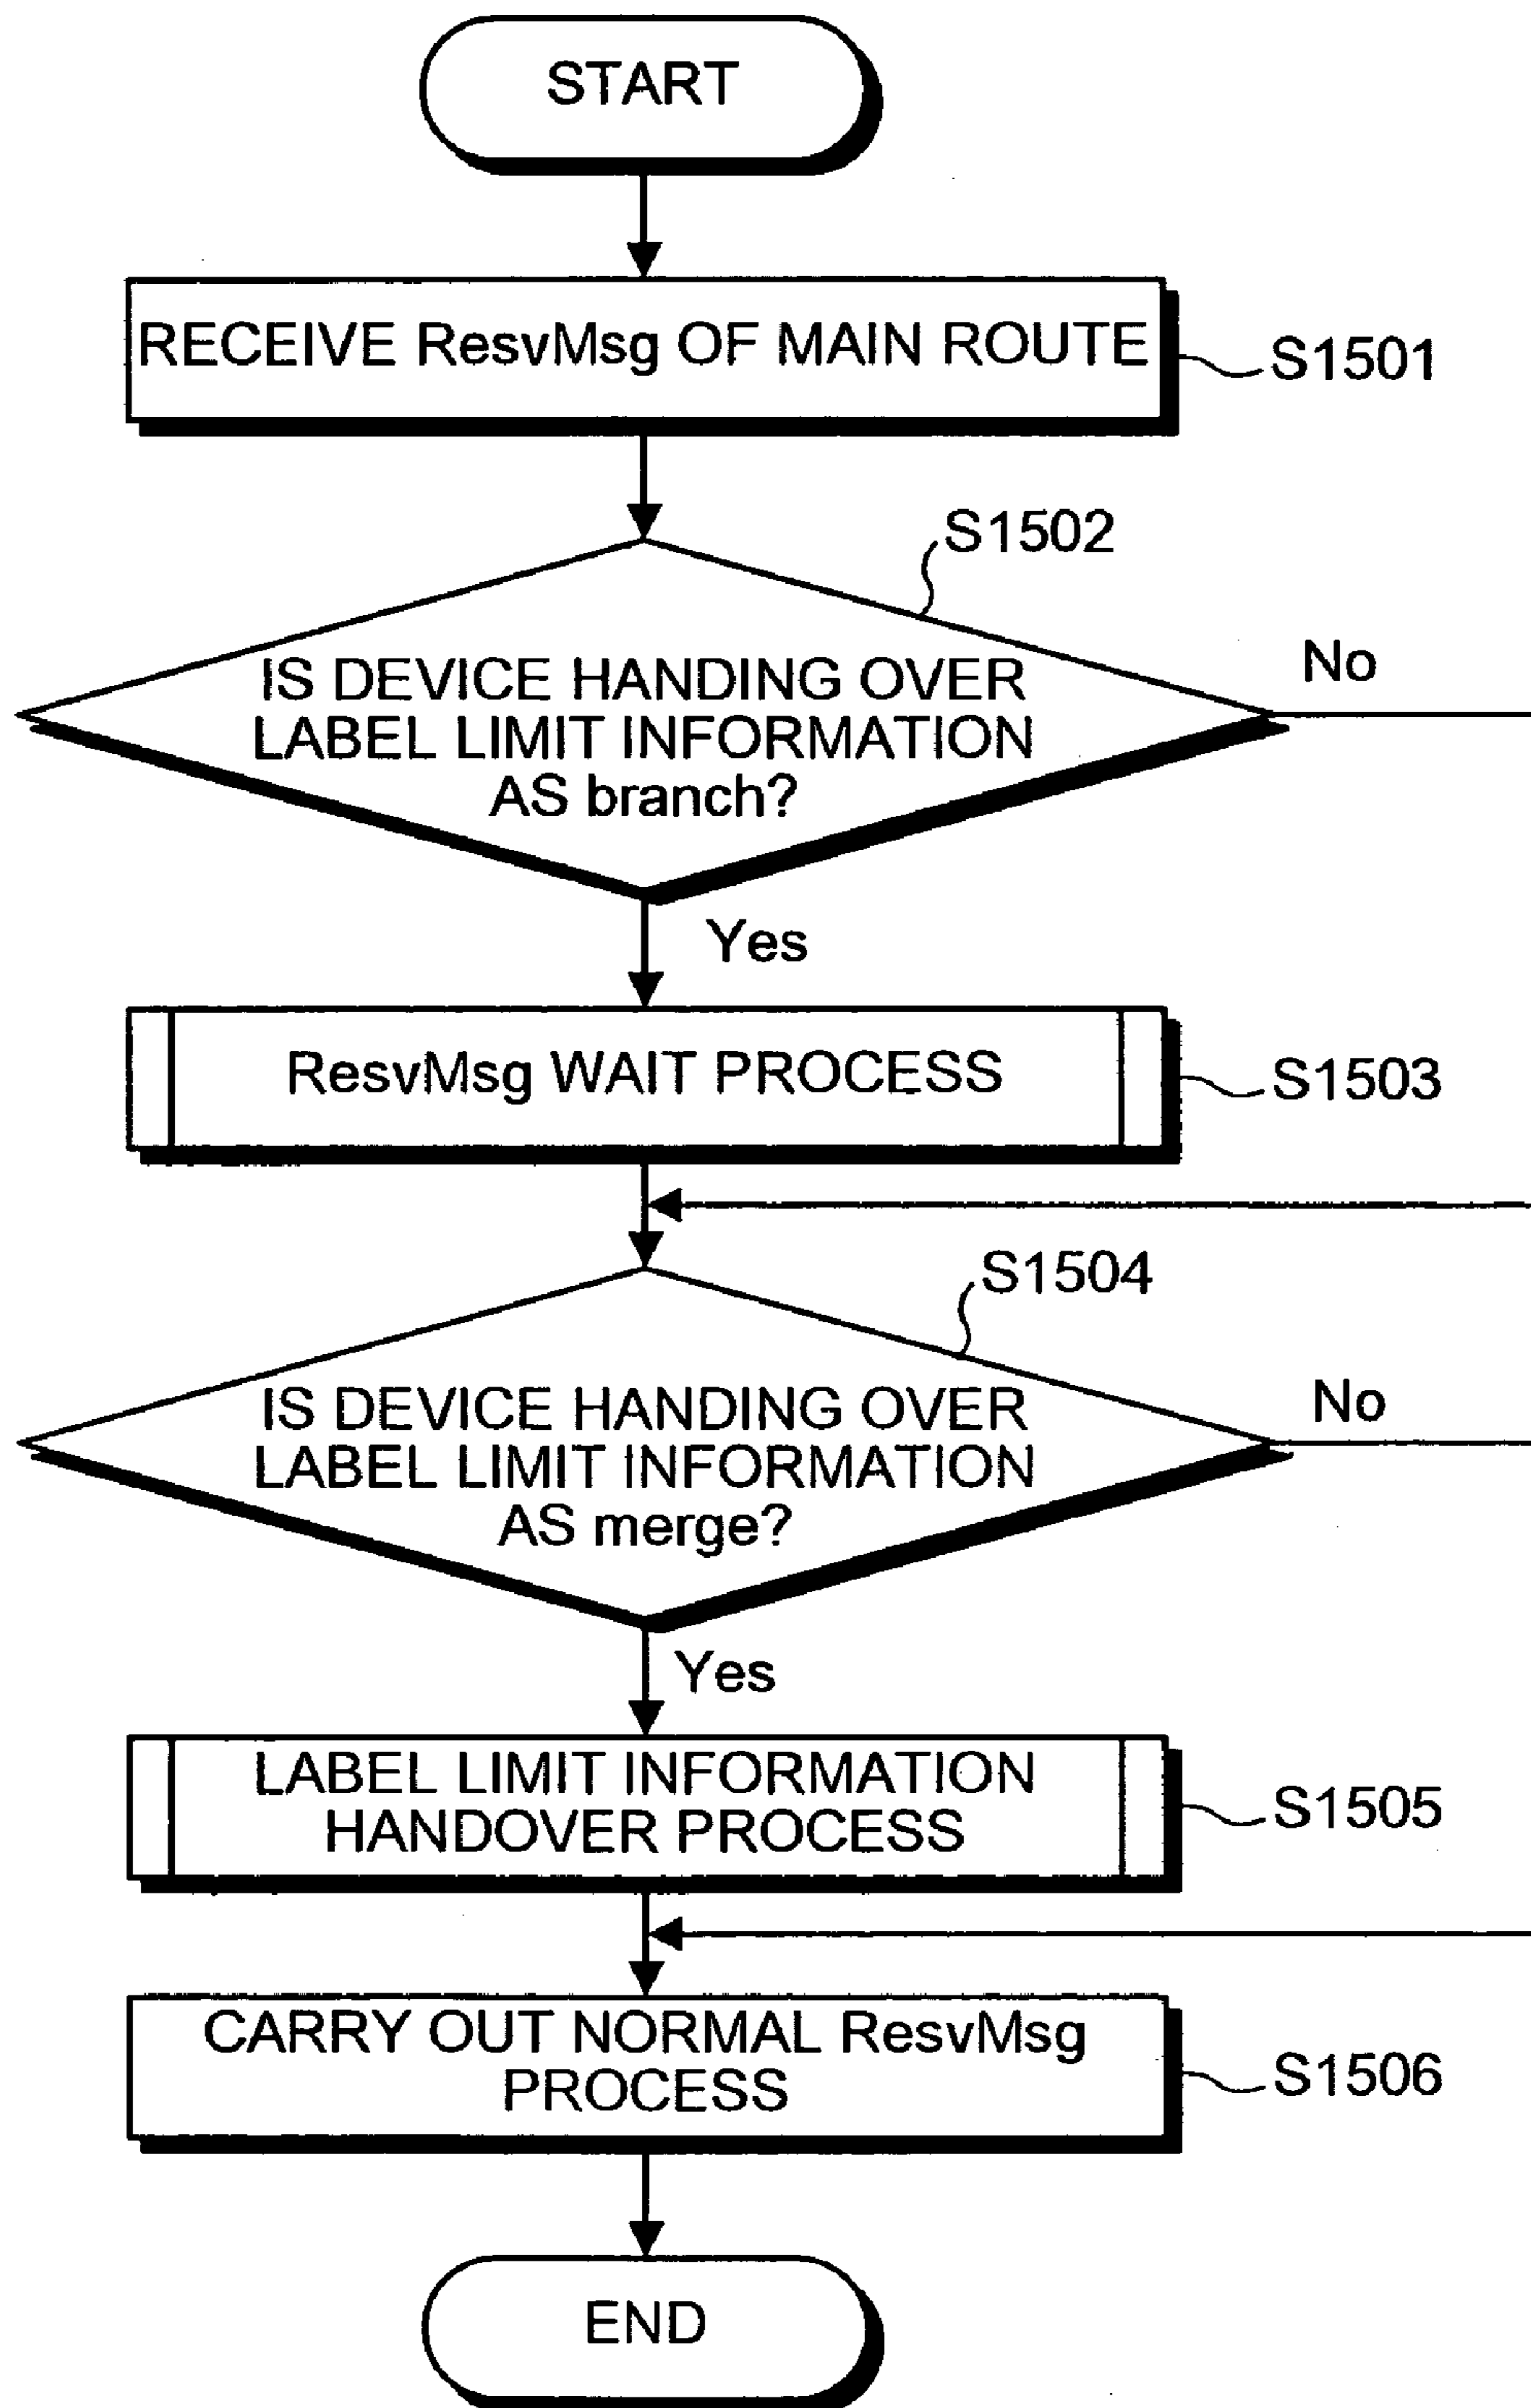 START
RECEIVE ResvMsg OF MAIN ROUTE
S1501
S1502
IS DEVICE HANDING OVER
LABEL LIMIT INFORMATION
AS branch?
No
Yes
ResvMsg WAIT PROCESS
S1503
S1504
IS DEVICE HANDING OVER
LABEL LIMIT INFORMATION
AS merge?
No
Yes
LABEL LIMIT INFORMATION
HANDOVER PROCESS
S1505
CARRY OUT NORMAL ResvMsg
PROCESS
S1506
END